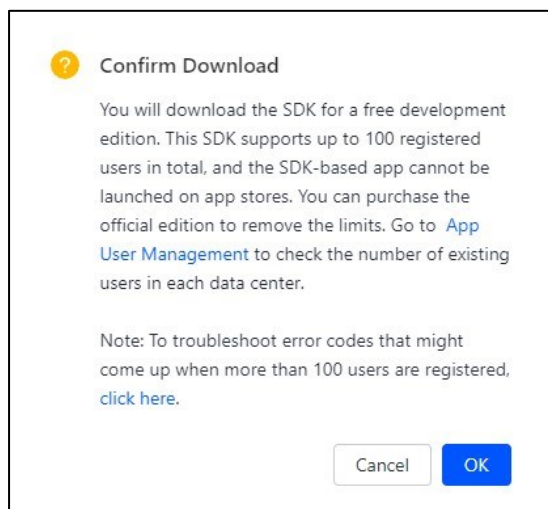 ?
Confirm Download
You will download the SDK for a free development
edition. This SDK supports up to 100 registered
users in total, and the SDK-based app cannot be
launched on app stores. You can purchase the
official edition to remove the limits. Go to App
User Management to check the number of existing
users in each data center.
Note: To troubleshoot error codes that might
come up when more than 100 users are registered,
click here.
Cancel OK